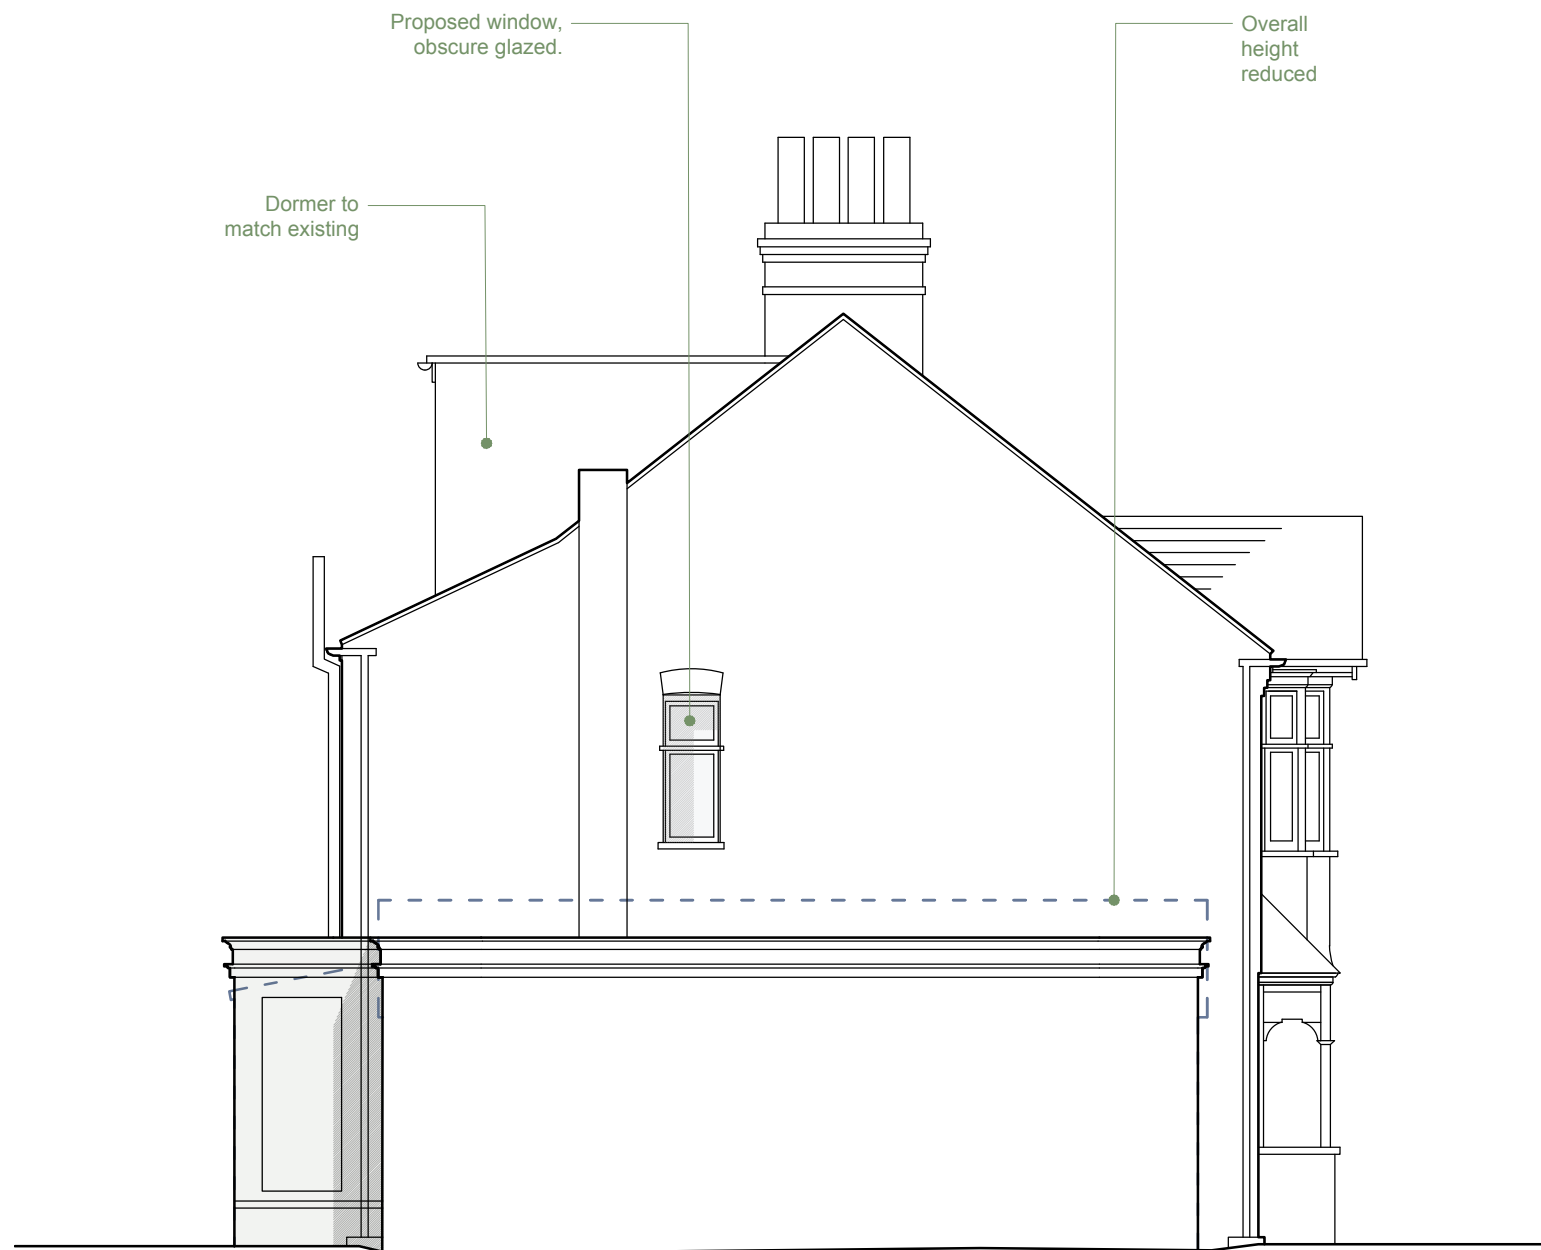 Proposed window,
obscure glazed.
Overall
height
reduced
Dormer to
match existing